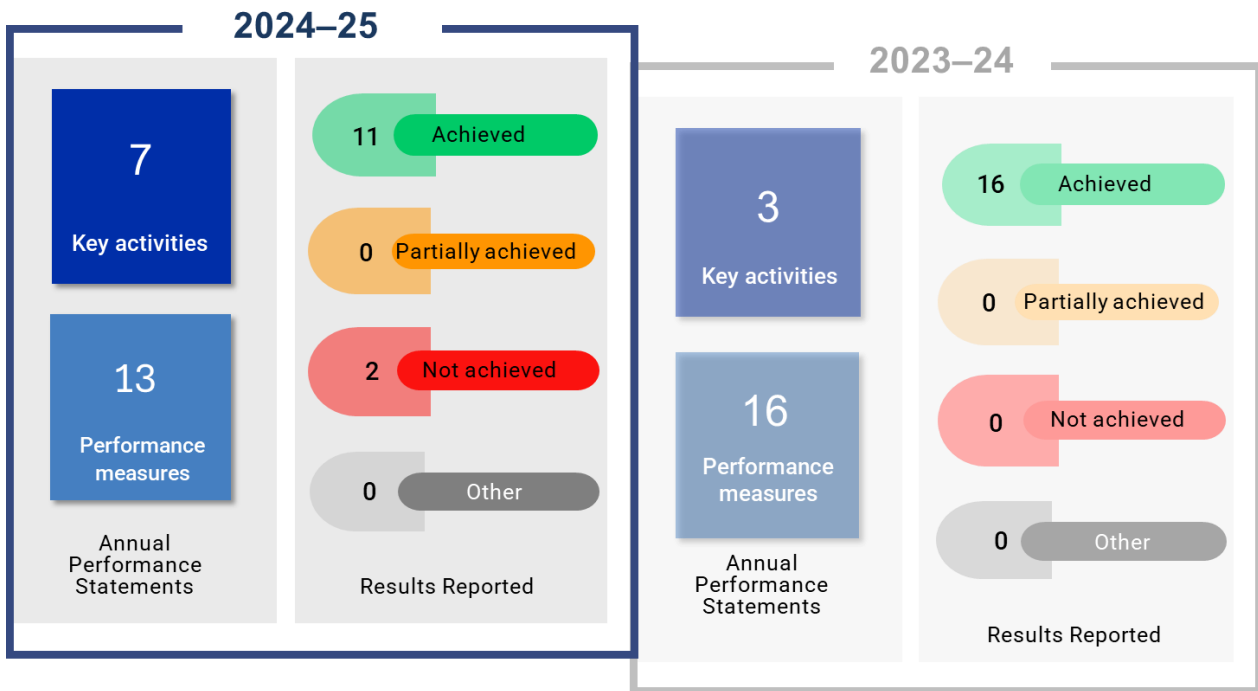 2024–25
7
Key activities
13
Performance
measures
Annual
Performance
Statements
11 Achieved
0 Partially achieved
2 Not achieved
0 Other
Results Reported
2023–24
3
Key activities
16
Performance
measures
Annual
Performance
Statements
16 Achieved
0 Partially achieved
0 Not achieved
0 Other
Results Reported